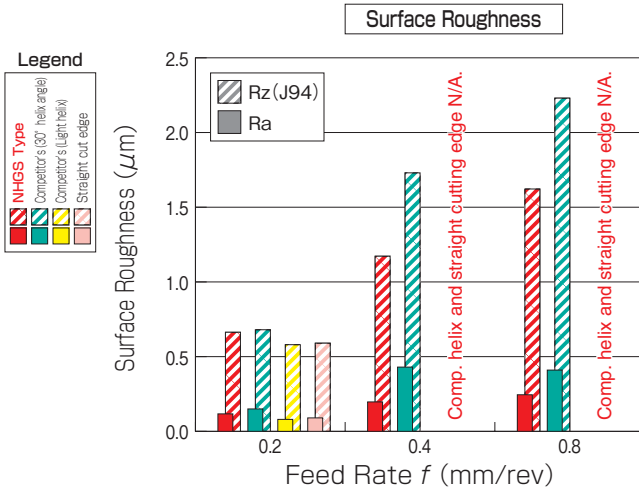 Surface Roughness
Legend
NHGS Type
Competitor's (30° helix angle)
Competitor's (Light helix)
Straight cut edge
Surface Roughness (μm)
2.5
2.0
1.5
1.0
0.5
0.0
Rz(J94)
Ra
Comp. helix and straight cutting edge N/A.
Comp. helix and straight cutting edge N/A.
0.2
0.4
0.8
Feed Rate f (mm/rev)